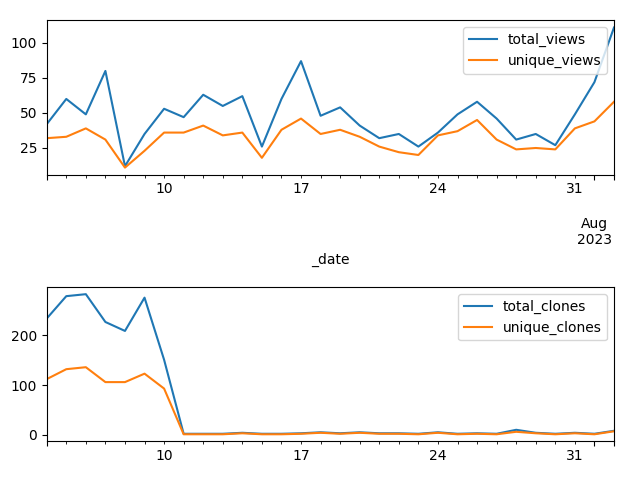 100
75
50
25
total_views
unique_views
10
17
24
31
Aug
2023
_date
200
100
0
total_clones
unique_clones
10
17
24
31